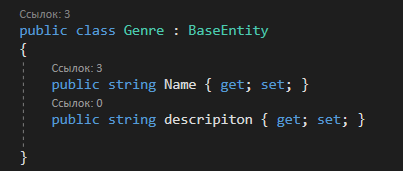 Ссылок: 3
public class Genre : BaseEntity
{
Ссылок: 3
public string Name { get; set; }
Ссылок: 0
public string descripiton { get; set; }
}